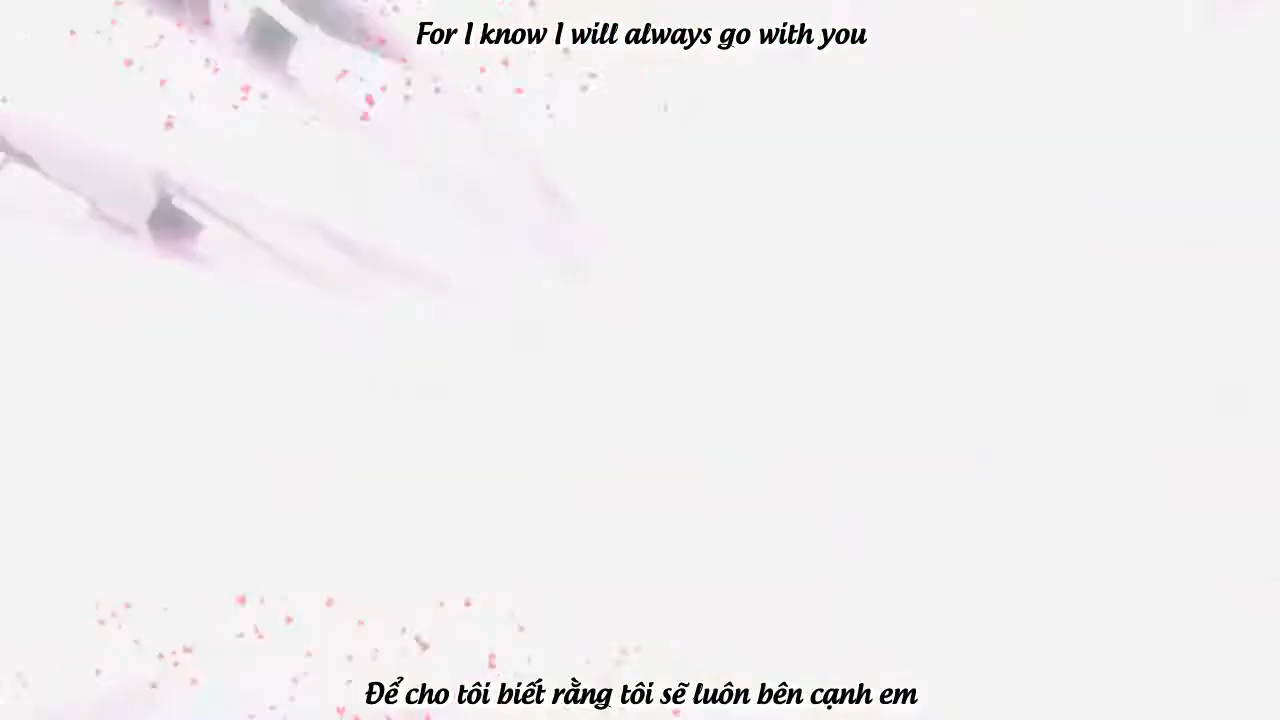 For I know I will always go with you
Để cho tôi biết rằng tôi sẽ luôn bên cạnh em